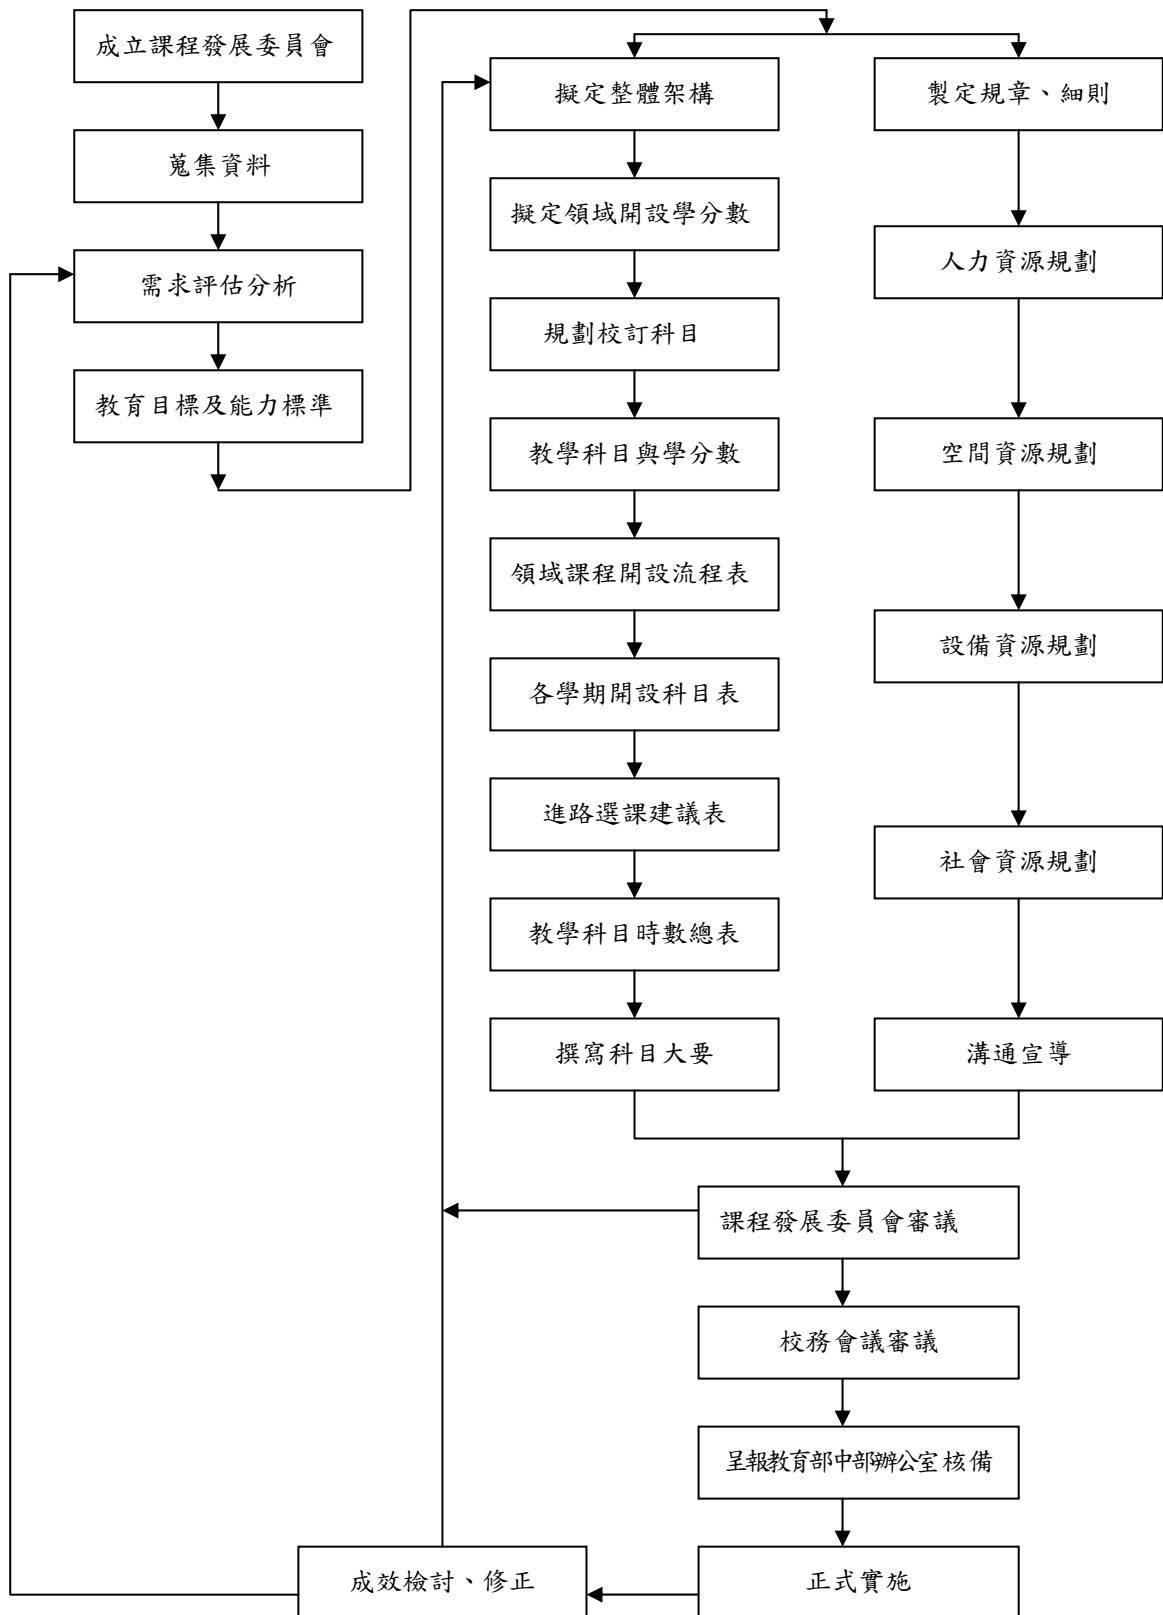 成立課程發展委員會
蒐集資料
需求評估分析
教育目標及能力標準
擬定整體架構
擬定領域開設學分數
規劃校訂科目
教學科目與學分數
領域課程開設流程表
各學期開設科目表
進路選課建議表
教學科目時數總表
撰寫科目大要
製定規章、細則
人力資源規劃
空間資源規劃
設備資源規劃
社會資源規劃
溝通宣導
課程發展委員會審議
校務會議審議
呈報教育部中部辦公室核備
正式實施
成效檢討、修正